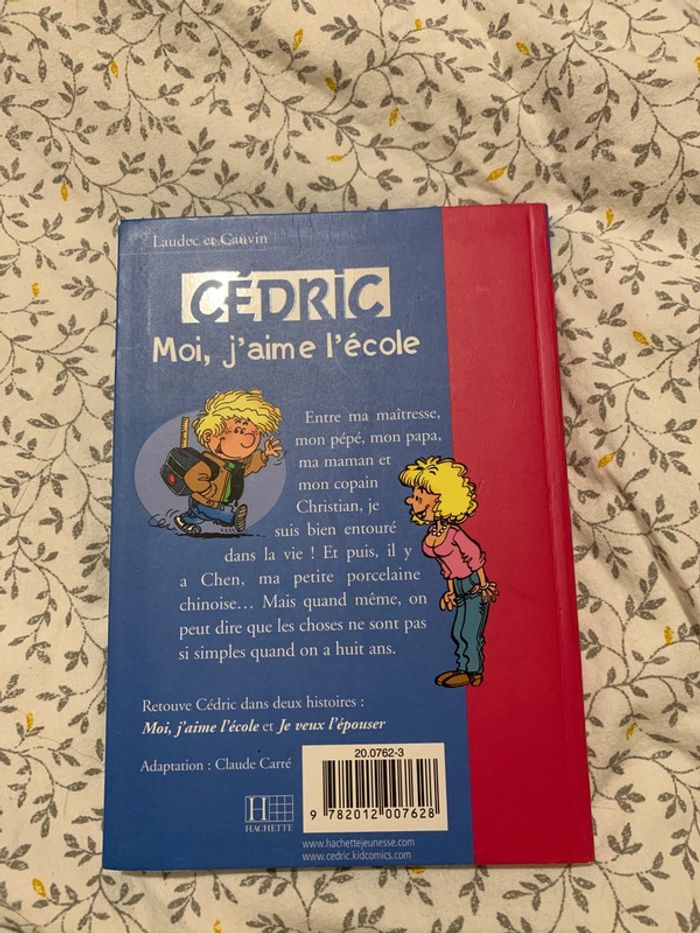 Laudec et Cauvin
CÉDRIC
Moi, j'aime l'école
Entre ma maîtresse,
mon pépé, mon papa,
ma maman et
mon copain
Christian, je
suis bien entouré
dans la vie ! Et puis, il y
a Chen, ma petite porcelaine
chinoise… Mais quand même, on
peut dire que les choses ne sont pas
si simples quand on a huit ans.
Retouve Cédric dans deux histoires :
Moi, j'aime l'école et Je veux l'épouser
Adaptation : Claude Carré
20.0762-3
9 782012 007628
H
HACHETTE
www.hachettejeunesse.com
www.cedric.kidcomics.com